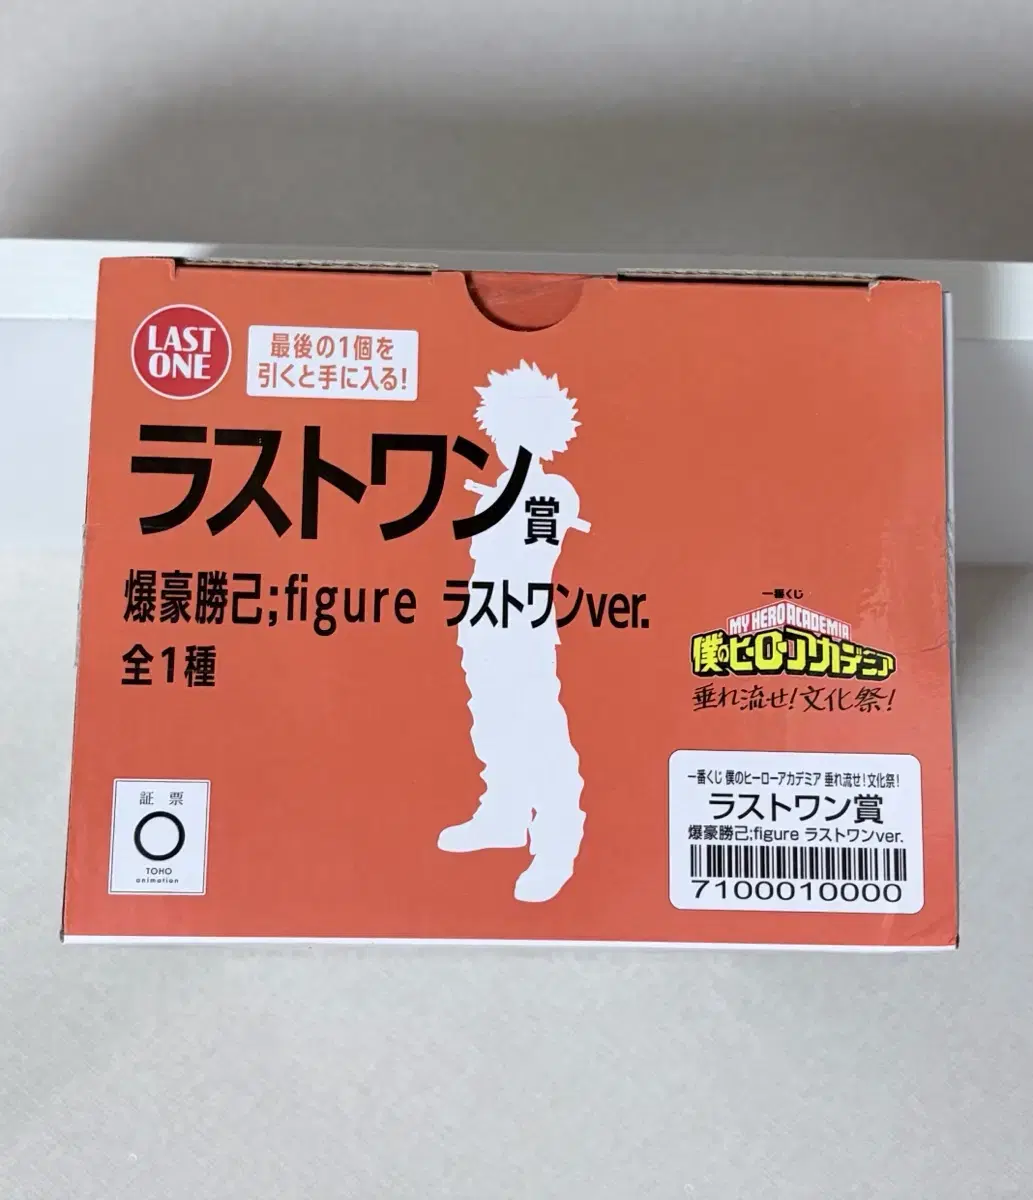 LAST
ONE
最後の1個を
引くと手に入る!
ラストワン賞
爆豪勝己;figure ラストワンver.
全1種
一番くじ
MY HERO ACADEMIA
僕のヒーローアカデミア
垂れ流せ!文化祭!
証票
TOHO
animation
一番くじ 僕のヒーローアカデミア 垂れ流せ!文化祭!
ラストワン賞
爆豪勝己;figure ラストワンver.
7100010000